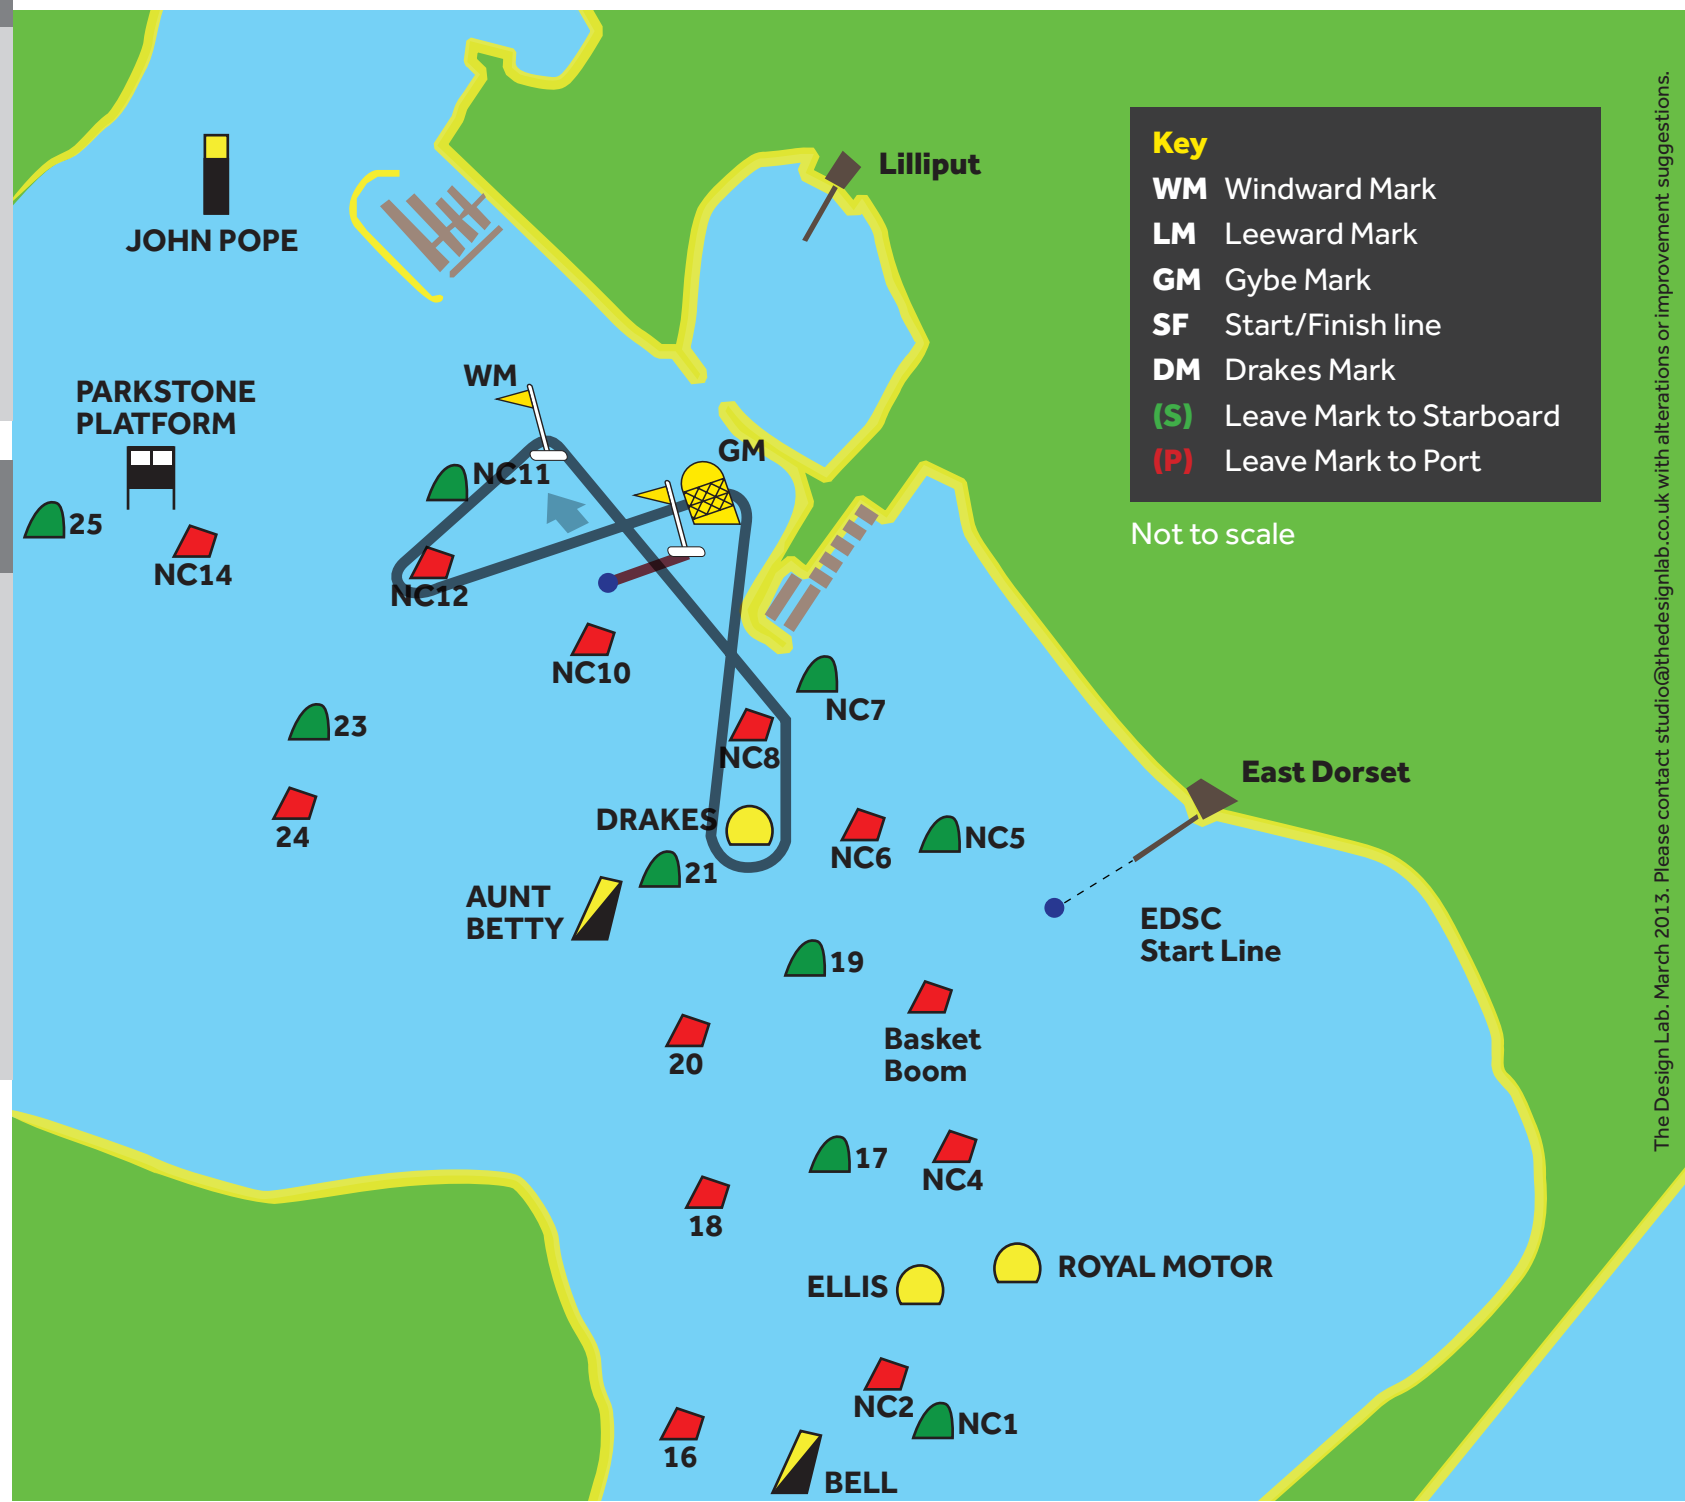 Lilliput
JOHN POPE
Key
WM Windward Mark
LM Leeward Mark
GM Gybe Mark
SF Start/Finish line
DM Drakes Mark
(S) Leave Mark to Starboard
(P) Leave Mark to Port
Not to scale
The Design Lab. March 2013. Please contact studio@thedesignlab.co.uk with alterations or improvement suggestions.
WM
PARKSTONE
PLATFORM
GM
NC11
25
NC14
NC12
NC10
NC7
23
NC8
East Dorset
DRAKES
24
NC6
NC5
21
AUNT
BETTY
EDSC
Start Line
19
Basket
Boom
20
17
NC4
18
ROYAL MOTOR
ELLIS
NC2
NC1
16
BELL